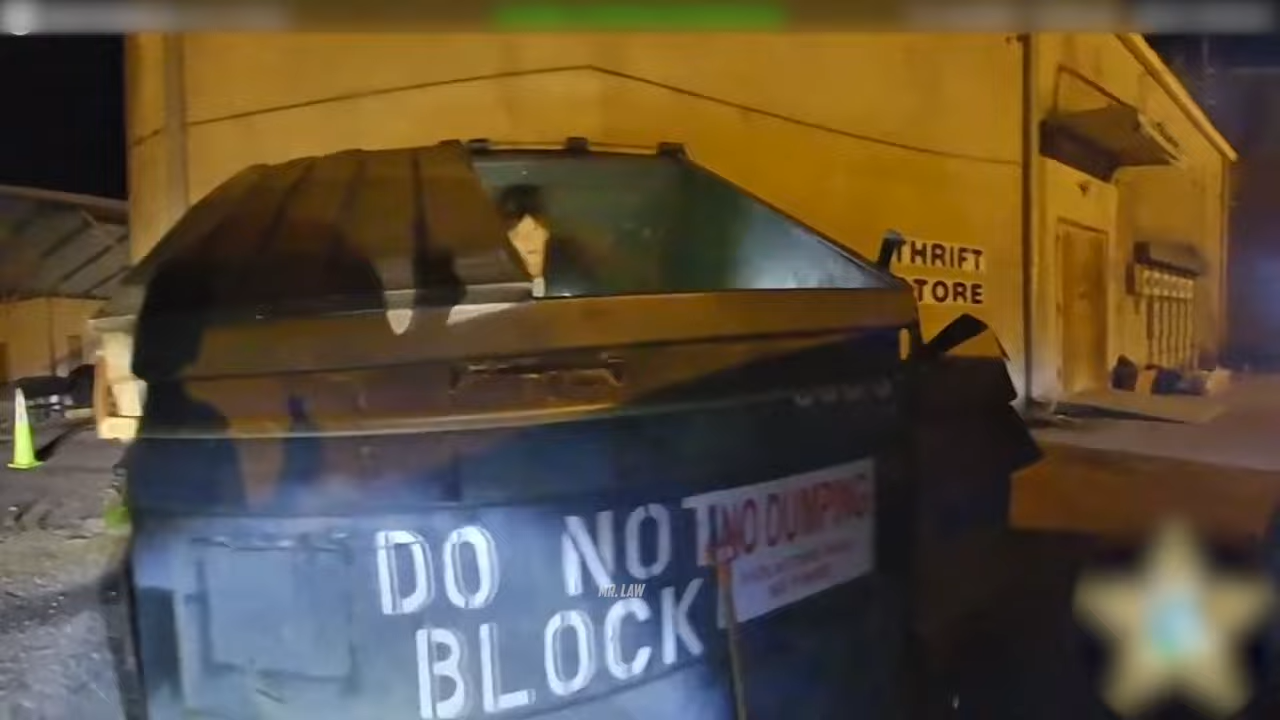 THRIFT
STORE
DO NOT
NO DUMPING
BLOCK
MR. LAW